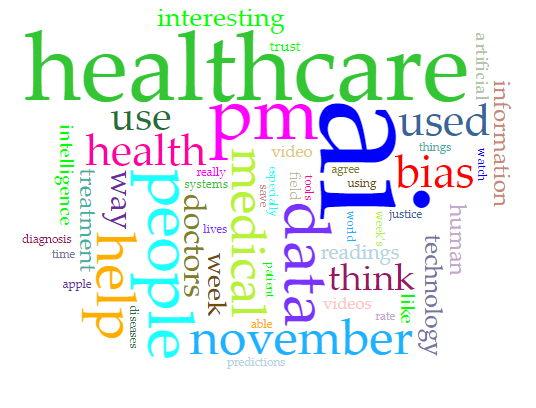 interesting
healthcare
trust
artificial
pm
ai
used
information
use
intelligence
health
video
things
watch
bias
agree
using
really
systems
medical
especially
save
field
tools
treatment
way
people
doctors
data
world
week's
justice
human
lives
diagnosis
time
help
week
readings
technology
apple
patient
think
like
diseases
able
videos
rate
november
predictions